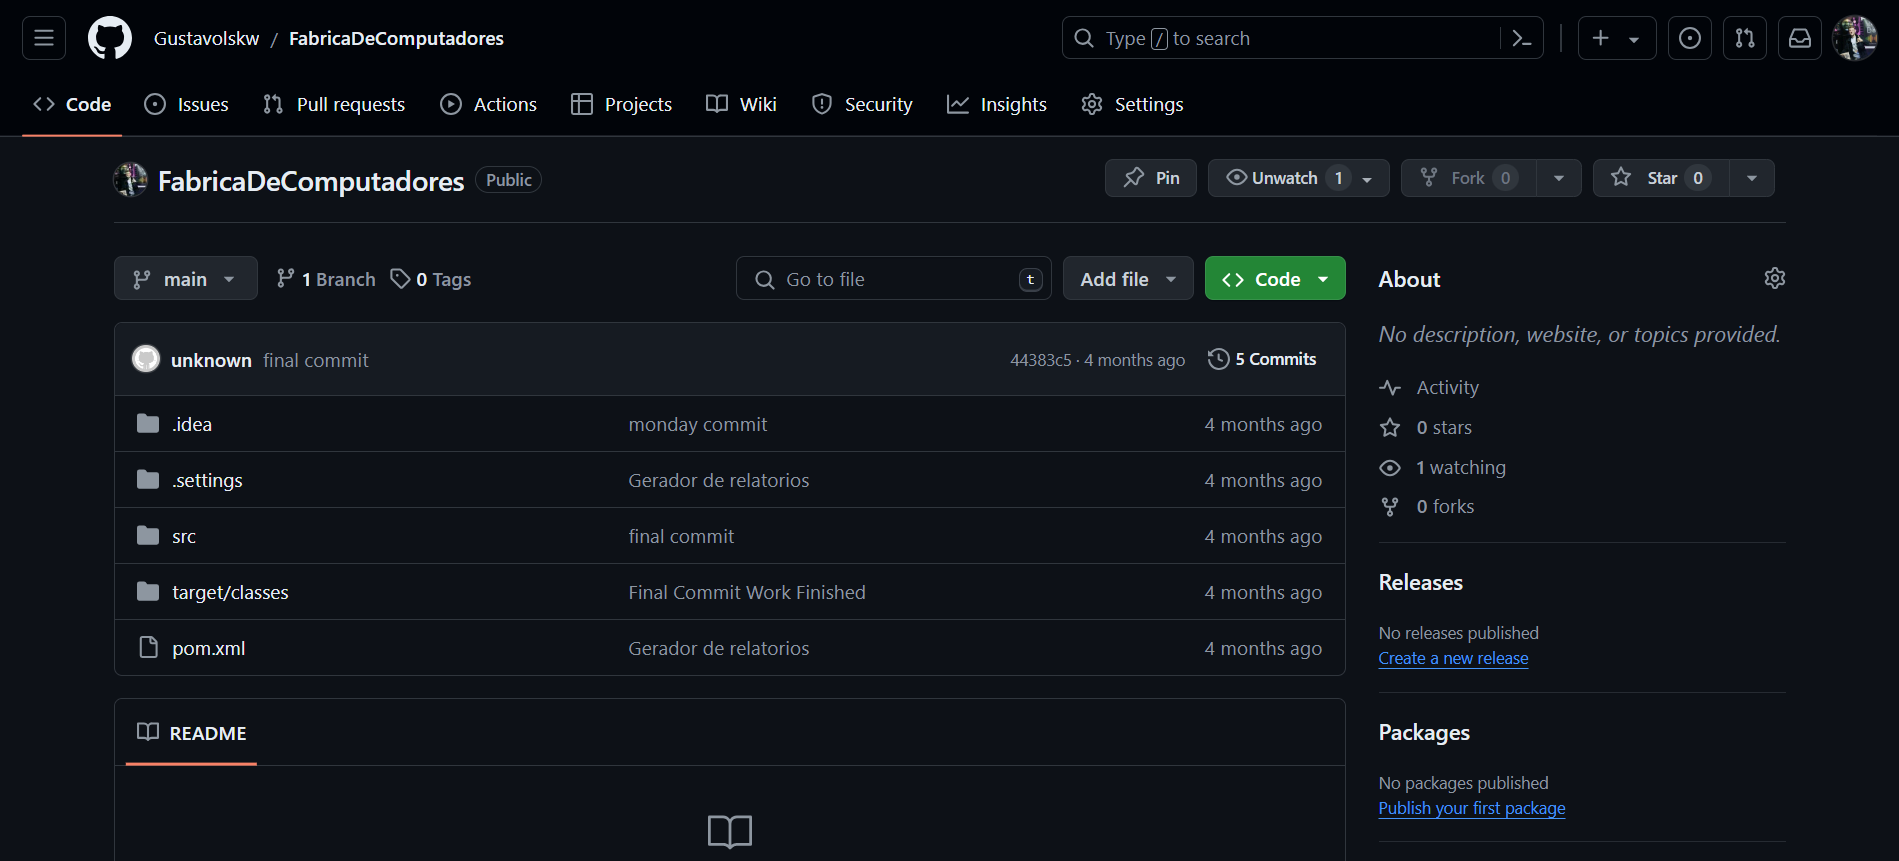 Gustavolskw / FabricaDeComputadores
Type / to search
Code Issues Pull requests Actions Projects Wiki Security Insights Settings
FabricaDeComputadores Public
Pin Unwatch 1 Fork 0 Star 0
main 1 Branch 0 Tags
Go to file t Add file Code
unknown final commit 44383c5 · 4 months ago 5 Commits
.idea monday commit 4 months ago
.settings Gerador de relatorios 4 months ago
src final commit 4 months ago
target/classes Final Commit Work Finished 4 months ago
pom.xml Gerador de relatorios 4 months ago
README
About
No description, website, or topics provided.
Activity
0 stars
1 watching
0 forks
Releases
No releases published
Create a new release
Packages
No packages published
Publish your first package